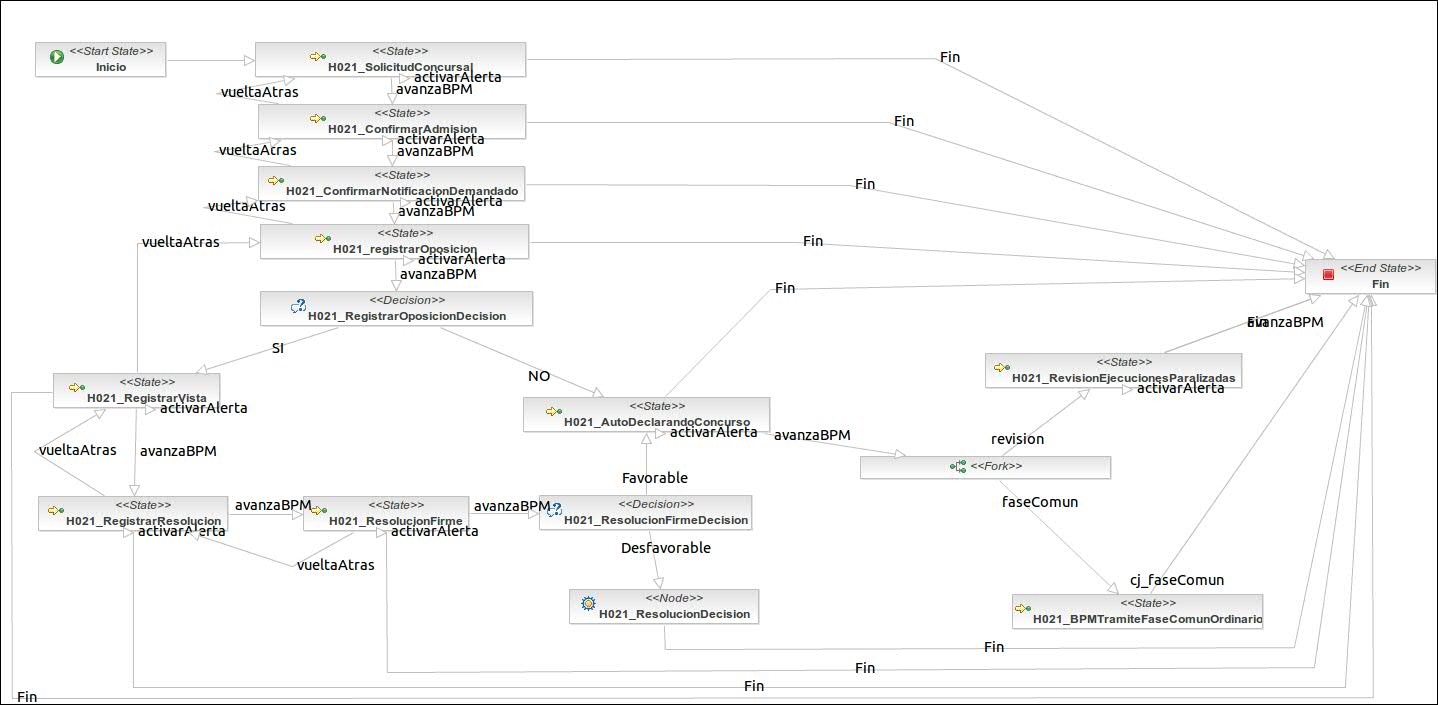 <<Start State>>
Inicio
<<State>>
H021_SolicitudConcursal
Fin
activarAlerta
avanzaBPM
vueltaAtras
<<State>>
H021_ConfirmarAdmision
Fin
activarAlerta
avanzaBPM
vueltaAtras
<<State>>
H021_ConfirmarNotificacionDemandado
Fin
activarAlerta
avanzaBPM
vueltaAtras
<<State>>
H021_registrarOposicion
Fin
vueltaAtras
activarAlerta
avanzaBPM
<<End State>>
Fin
<<Decision>>
H021_RegistrarOposicionDecision
Fin
SI
NO
Fin
avanzaBPM
<<State>>
H021_RevisionEjecucionesParalizadas
activarAlerta
<<State>>
H021_RegistrarVista
activarAlerta
<<State>>
H021_AutoDeclarandoConcurso
activarAlerta
avanzaBPM
revision
vueltaAtras
avanzaBPM
<<Fork>>
Favorable
faseComun
<<State>>
H021_RegistrarResolucion
activarAlerta
avanzaBPM
<<State>>
H021_ResolucionFirme
activarAlerta
avanzaBPM
<<Decision>>
H021_ResolucionFirmeDecision
vueltaAtras
Desfavorable
cj_faseComun
<<Node>>
H021_ResolucionDecision
<<State>>
H021_BPMTramiteFaseComunOrdinario
Fin
Fin
Fin
Fin